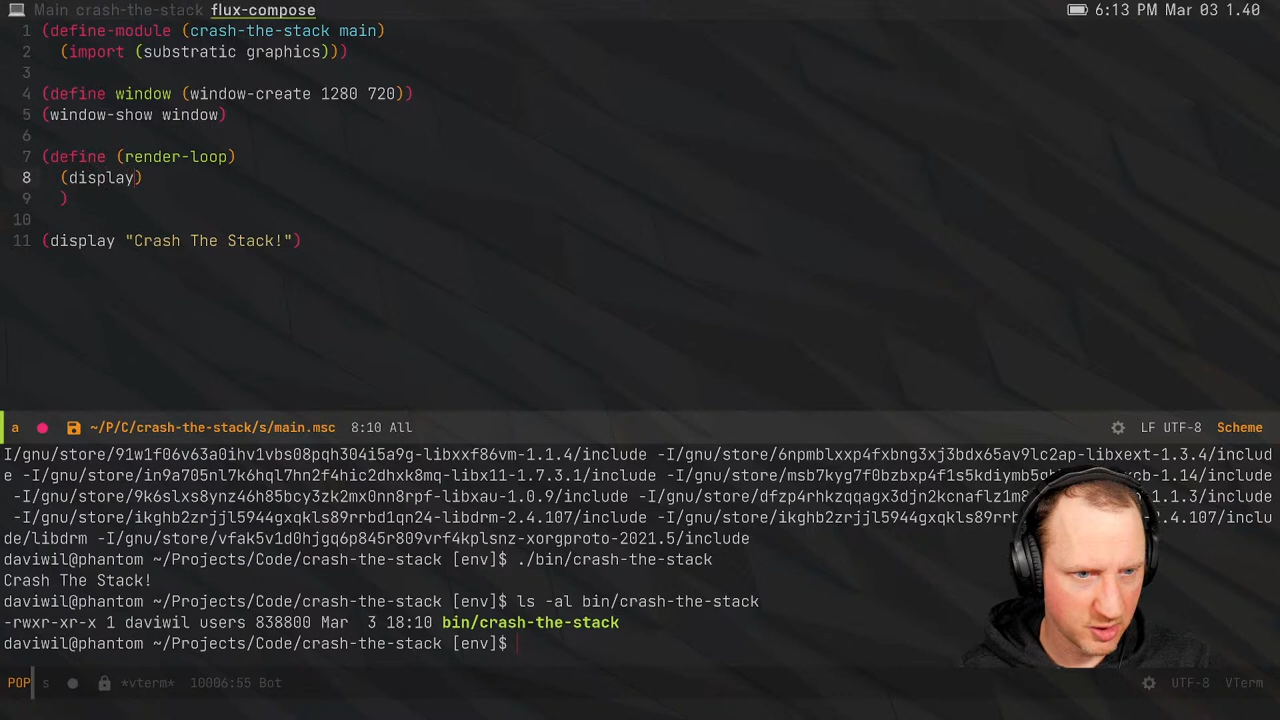 Main crash-the-stack flux-compose
6:13 PM Mar 03 1.40
1 (define-module (crash-the-stack main)
2 (import (substratic graphics)))
3
4 (define window (window-create 1280 720))
5 (window-show window)
6
7 (define (render-loop)
8 (display)
9 )
10
11 (display "Crash The Stack!")
a ~/P/C/crash-the-stack/s/main.msc 8:10 All LF UTF-8 Scheme
I/gnu/store/91w1f06v63a0ihv1vbs08pqh304i5a9g-libxxf86vm-1.1.4/include -I/gnu/store/6npmblxxp4fxbng3xj3bdx65av9lc2ap-libxext-1.3.4/includ
e -I/gnu/store/in9a705nl7k6hql7hn2f4hic2dhxk8mq-libx11-1.7.3.1/include
-I/gnu/store/9k6slxs8ynz46h85bcy3zk2mx0nn8rpf-libxau-1.0.9/include 1.1.3/include
-I/gnu/store/ikghb2zrjjl5944gxqkls89rrbd1qn24-libdrm-2.4.107/include .4.107/inclu
de/libdrm -I/gnu/store/vfak5v1d0hjgq6p845r809vrf4kplsnz-xorgproto-2021.5/include
daviwil@phantom ~/Projects/Code/crash-the-stack [env]$ ./bin/crash-the-stack
Crash The Stack!
daviwil@phantom ~/Projects/Code/crash-the-stack [env]$ ls -al bin/crash-the-stack
-rwxr-xr-x 1 daviwil users 838800 Mar 3 18:10 bin/crash-the-stack
daviwil@phantom ~/Projects/Code/crash-the-stack [env]$
POP s *vterm* 10006:55 Bot UTF-8 VTerm